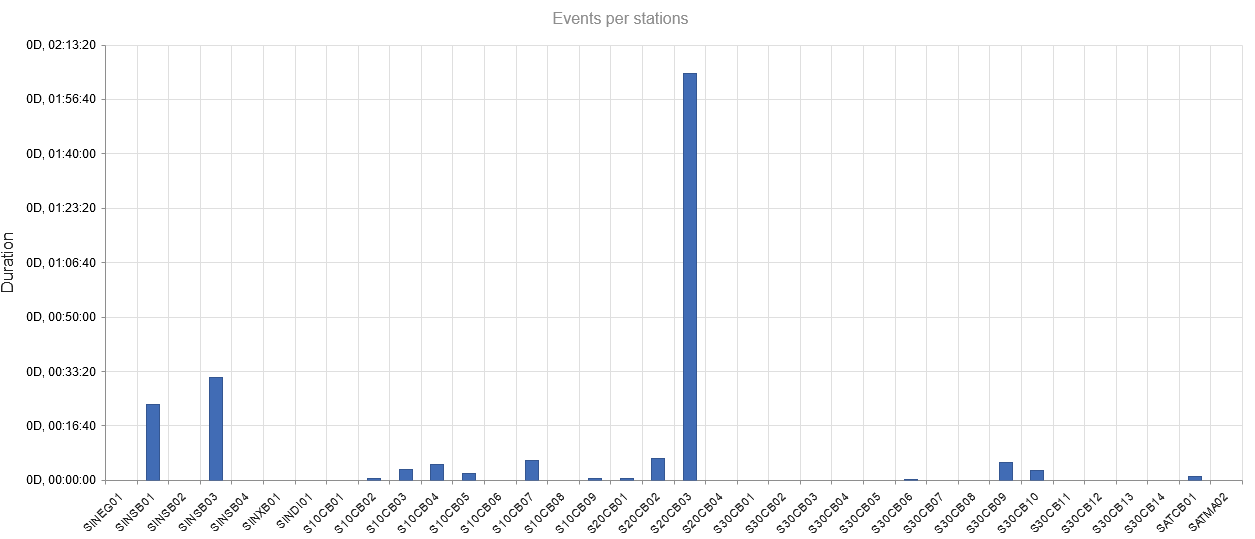 Events per stations
Duration
0D, 02:13:20
0D, 01:56:40
0D, 01:40:00
0D, 01:23:20
0D, 01:06:40
0D, 00:50:00
0D, 00:33:20
0D, 00:16:40
0D, 00:00:00
SINEG01
SINSB01
SINSB02
SINSB03
SINSB04
SINXB01
SINDI01
S10CB01
S10CB02
S10CB03
S10CB04
S10CB05
S10CB06
S10CB07
S10CB08
S10CB09
S20CB01
S20CB02
S20CB03
S20CB04
S30CB01
S30CB02
S30CB03
S30CB04
S30CB05
S30CB06
S30CB07
S30CB08
S30CB09
S30CB10
S30CB11
S30CB12
S30CB13
S30CB14
SATCB01
SATMA02